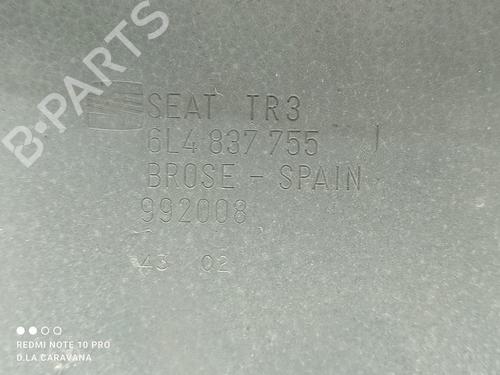 B-PARTS
SEAT TR3
6L4 837 755 J
BROSE - SPAIN
992008
43 02
REDMI NOTE 10 PRO
D.LA CARAVANA